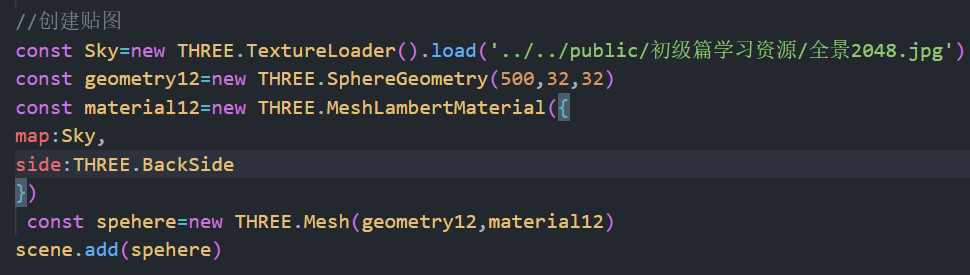 //创建贴图
const Sky=new THREE.TextureLoader().load('../../public/初级篇学习资源/全景2048.jpg')
const geometry12=new THREE.SphereGeometry(500,32,32)
const material12=new THREE.MeshLambertMaterial({
map:Sky,
side:THREE.BackSide
})
const spehere=new THREE.Mesh(geometry12,material12)
scene.add(spehere)